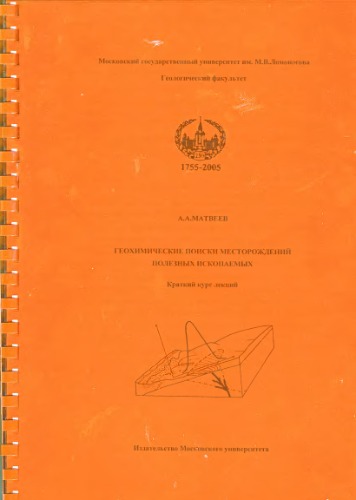 Московский государственный университет им. М.В.Ломоносова
Геологический факультет
1755-2005
А.А.МАТВЕЕВ
ГЕОХИМИЧЕСКИЕ ПОИСКИ МЕСТОРОЖДЕНИЙ
ПОЛЕЗНЫХ ИСКОПАЕМЫХ
Краткий курс лекций
Издательство Московского университета